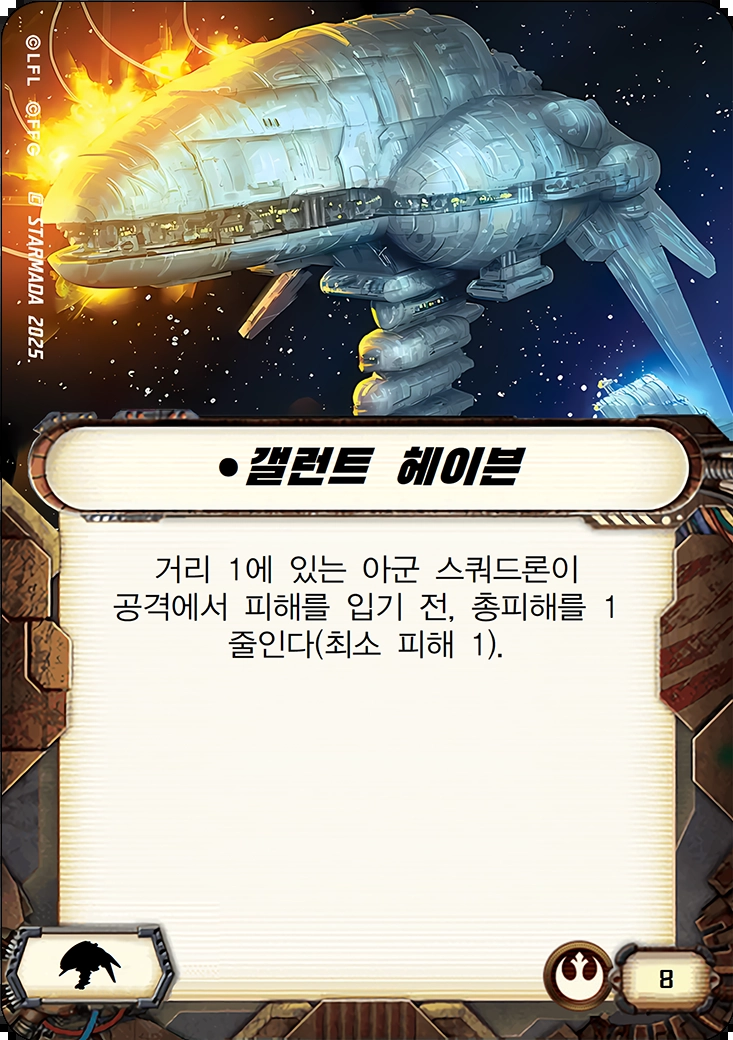 ©LFL ©FFG
STARMADA 2025.
•갤런트 헤이븐
거리 1에 있는 아군 스쿼드론이
공격에서 피해를 입기 전, 총피해를 1
줄인다(최소 피해 1).
8